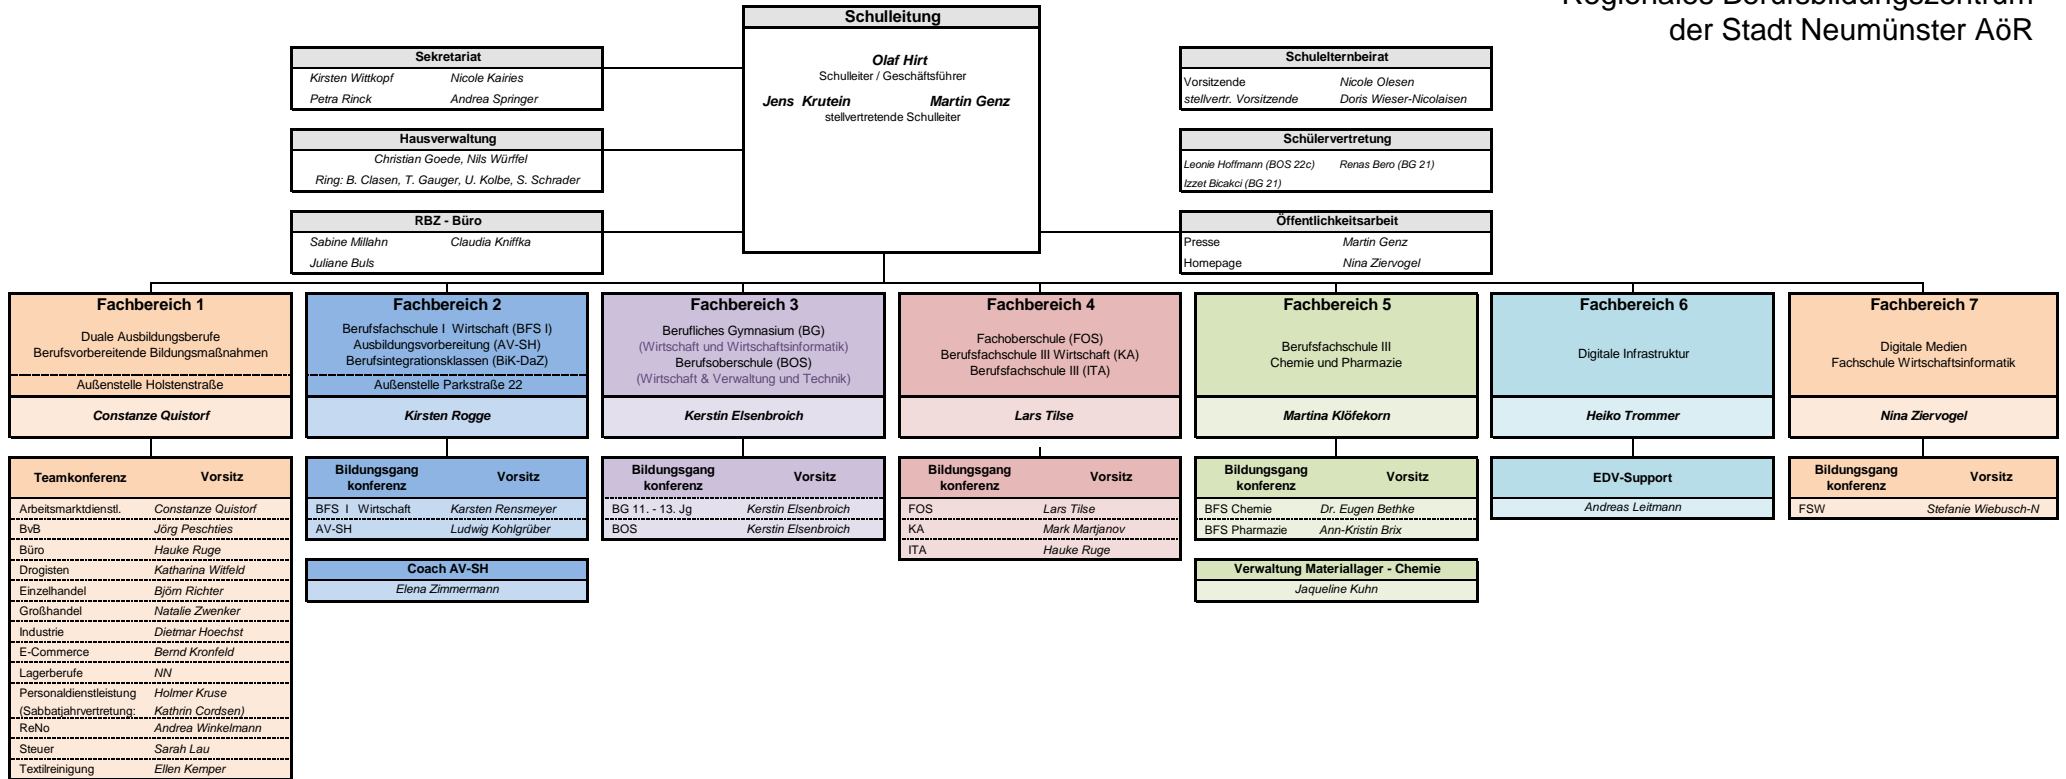 Regionales Berufsbildungszentrum
der Stadt Neumünster AöR
Schulleitung
Olaf Hirt
Schulleiter / Geschäftsführer
Jens Krutein Martin Genz
stellvertretende Schulleiter
Sekretariat
Kirsten Wittkopf Nicole Kairies
Petra Rinck Andrea Springer
Hausverwaltung
Christian Goede, Nils Würffel
Ring: B. Clasen, T. Gauger, U. Kolbe, S. Schrader
RBZ - Büro
Sabine Millahn Claudia Kniffka
Juliane Buls
Schulelternbeirat
Vorsitzende Nicole Olesen
stellvertr. Vorsitzende Doris Wieser-Nicolaisen
Schülervertretung
Leonie Hoffmann (BOS 22c) Renas Bero (BG 21)
Izzet Bicakci (BG 21)
Öffentlichkeitsarbeit
Presse Martin Genz
Homepage Nina Ziervogel
Fachbereich 1
Duale Ausbildungsberufe
Berufsvorbereitende Bildungsmaßnahmen
Außenstelle Holstenstraße
Constanze Quistorf
Teamkonferenz Vorsitz
Arbeitsmarktdienstl. Constanze Quistorf
BvB Jörg Peschties
Büro Hauke Ruge
Drogisten Katharina Witfeld
Einzelhandel Björn Richter
Großhandel Natalie Zwenker
Industrie Dietmar Hoechst
E-Commerce Bernd Kronfeld
Lagerberufe NN
Personaldienstleistung Holmer Kruse
(Sabbatjahrvertretung: Kathrin Cordsen)
ReNo Andrea Winkelmann
Steuer Sarah Lau
Textilreinigung Ellen Kemper
Fachbereich 2
Berufsfachschule I Wirtschaft (BFS I)
Ausbildungsvorbereitung (AV-SH)
Berufsintegrationsklassen (BiK-DaZ)
Außenstelle Parkstraße 22
Kirsten Rogge
Bildungsgang
konferenz Vorsitz
BFS I Wirtschaft Karsten Rensmeyer
AV-SH Ludwig Kohlgrüber
Coach AV-SH
Elena Zimmermann
Fachbereich 3
Berufliches Gymnasium (BG)
(Wirtschaft und Wirtschaftsinformatik)
Berufsoberschule (BOS)
(Wirtschaft & Verwaltung und Technik)
Kerstin Elsenbroich
Bildungsgang
konferenz Vorsitz
BG 11. - 13. Jg Kerstin Elsenbroich
BOS Kerstin Elsenbroich
Fachbereich 4
Fachoberschule (FOS)
Berufsfachschule III Wirtschaft (KA)
Berufsfachschule III (ITA)
Lars Tilse
Bildungsgang
konferenz Vorsitz
FOS Lars Tilse
KA Mark Martjanov
ITA Hauke Ruge
Fachbereich 5
Berufsfachschule III
Chemie und Pharmazie
Martina Klöfekorn
Bildungsgang
konferenz Vorsitz
BFS Chemie Dr. Eugen Bethke
BFS Pharmazie Ann-Kristin Brix
Verwaltung Materiallager - Chemie
Jaqueline Kuhn
Fachbereich 6
Digitale Infrastruktur
Heiko Trommer
EDV-Support
Andreas Leitmann
Fachbereich 7
Digitale Medien
Fachschule Wirtschaftsinformatik
Nina Ziervogel
Bildungsgang
konferenz Vorsitz
FSW Stefanie Wiebusch-N